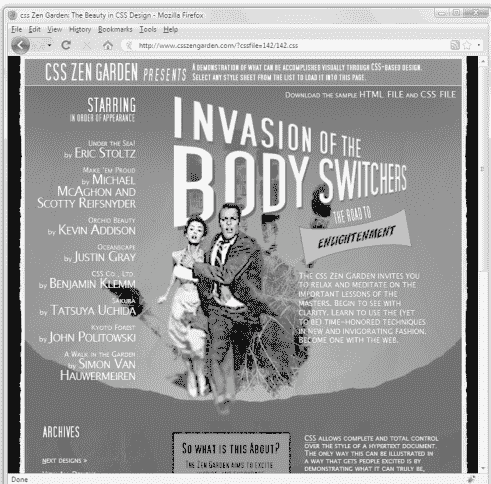 css Zen Garden: The Beauty in CSS Design - Mozilla Firefox
File Edit View History Bookmarks Tools Help
http://www.csszengarden.com/?cssfile=142/142.css
CSS ZEN GARDEN PRESENTS
A DEMONSTRATION OF WHAT CAN BE ACCOMPLISHED VISUALLY THROUGH CSS-BASED DESIGN.
SELECT ANY STYLE SHEET FROM THE LIST TO LOAD IT INTO THIS PAGE.
DOWNLOAD THE SAMPLE HTML FILE AND CSS FILE
STARRING
IN ORDER OF APPEARANCE
UNDER THE SEA!
by ERIC STOLTZ
MAKE 'EM PROUD
by MICHAEL
MCAGHON AND
SCOTTY REIFSNYDER
ORCHID BEAUTY
by KEVIN ADDISON
OCEANSCAPE
by JUSTIN GRAY
CSS CO., LTD.
by BENJAMIN KLEMM
SAKURA
by TATSUYA UCHIDA
KYOTO FOREST
by JOHN POLITOWSKI
A WALK IN THE GARDEN
by SIMON VAN
HAUWERMEIREN
INVASION OF THE
BODY SWITCHERS
THE ROAD TO
ENLIGHTENMENT
THE CSS ZEN GARDEN INVITES YOU
TO RELAX AND MEDITATE ON THE
IMPORTANT LESSONS OF THE
MASTERS. BEGIN TO SEE WITH
CLARITY. LEARN TO USE THE (YET
TO BE) TIME-HONORED TECHNIQUES
IN NEW AND INVIGORATING FASHION.
BECOME ONE WITH THE WEB.
ARCHIVES
NEXT DESIGNS »
SO WHAT IS THIS ABOUT?
THE ZEN GARDEN AIMS TO EXCITE
CSS ALLOWS COMPLETE AND TOTAL CONTROL
OVER THE STYLE OF A HYPERTEXT DOCUMENT.
THE ONLY WAY THIS CAN BE ILLUSTRATED IN
A WAY THAT GETS PEOPLE EXCITED IS BY
DEMONSTRATING WHAT IT CAN TRULY BE,
Done